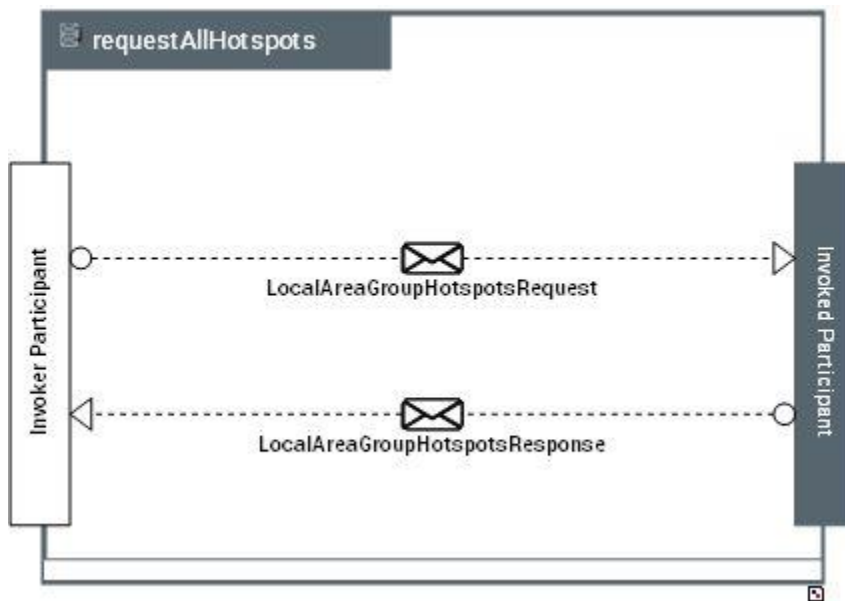 requestAllHotspots
Invoker Participant
LocalAreaGroupHotspotsRequest
Invoked Participant
LocalAreaGroupHotspotsResponse